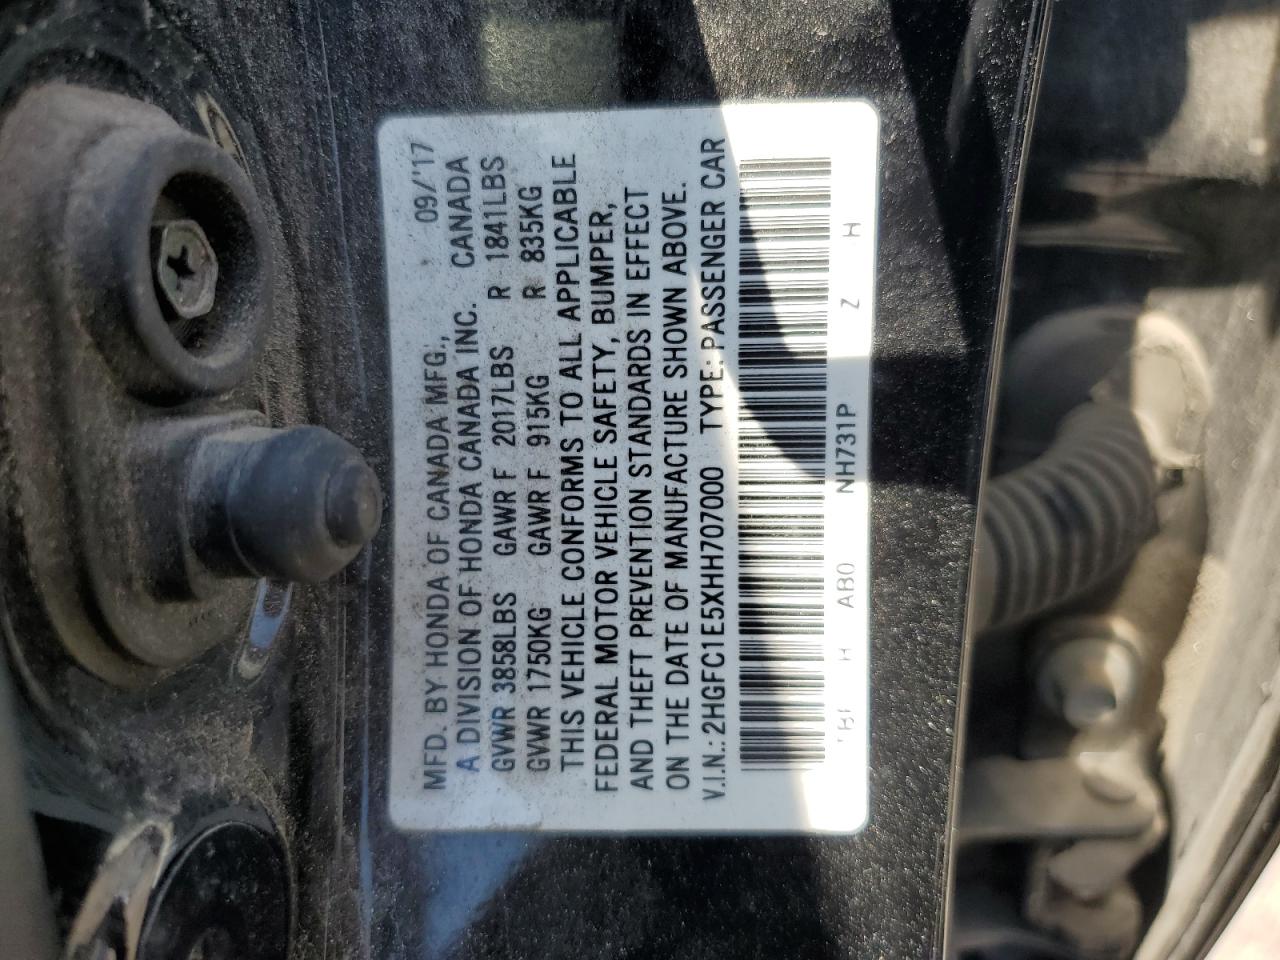 MFD. BY HONDA OF CANADA MFG., 09/'17
A DIVISION OF HONDA CANADA INC. CANADA
GVWR 3858LBS GAWR F 2017LBS R 1841LBS
GVWR 1750KG GAWR F 915KG R 835KG
THIS VEHICLE CONFORMS TO ALL APPLICABLE
FEDERAL MOTOR VEHICLE SAFETY, BUMPER,
AND THEFT PREVENTION STANDARDS IN EFFECT
ON THE DATE OF MANUFACTURE SHOWN ABOVE.
V.I.N.: 2HGFC1E5XHH707000 TYPE: PASSENGER CAR
H AB0 NH731P Z H